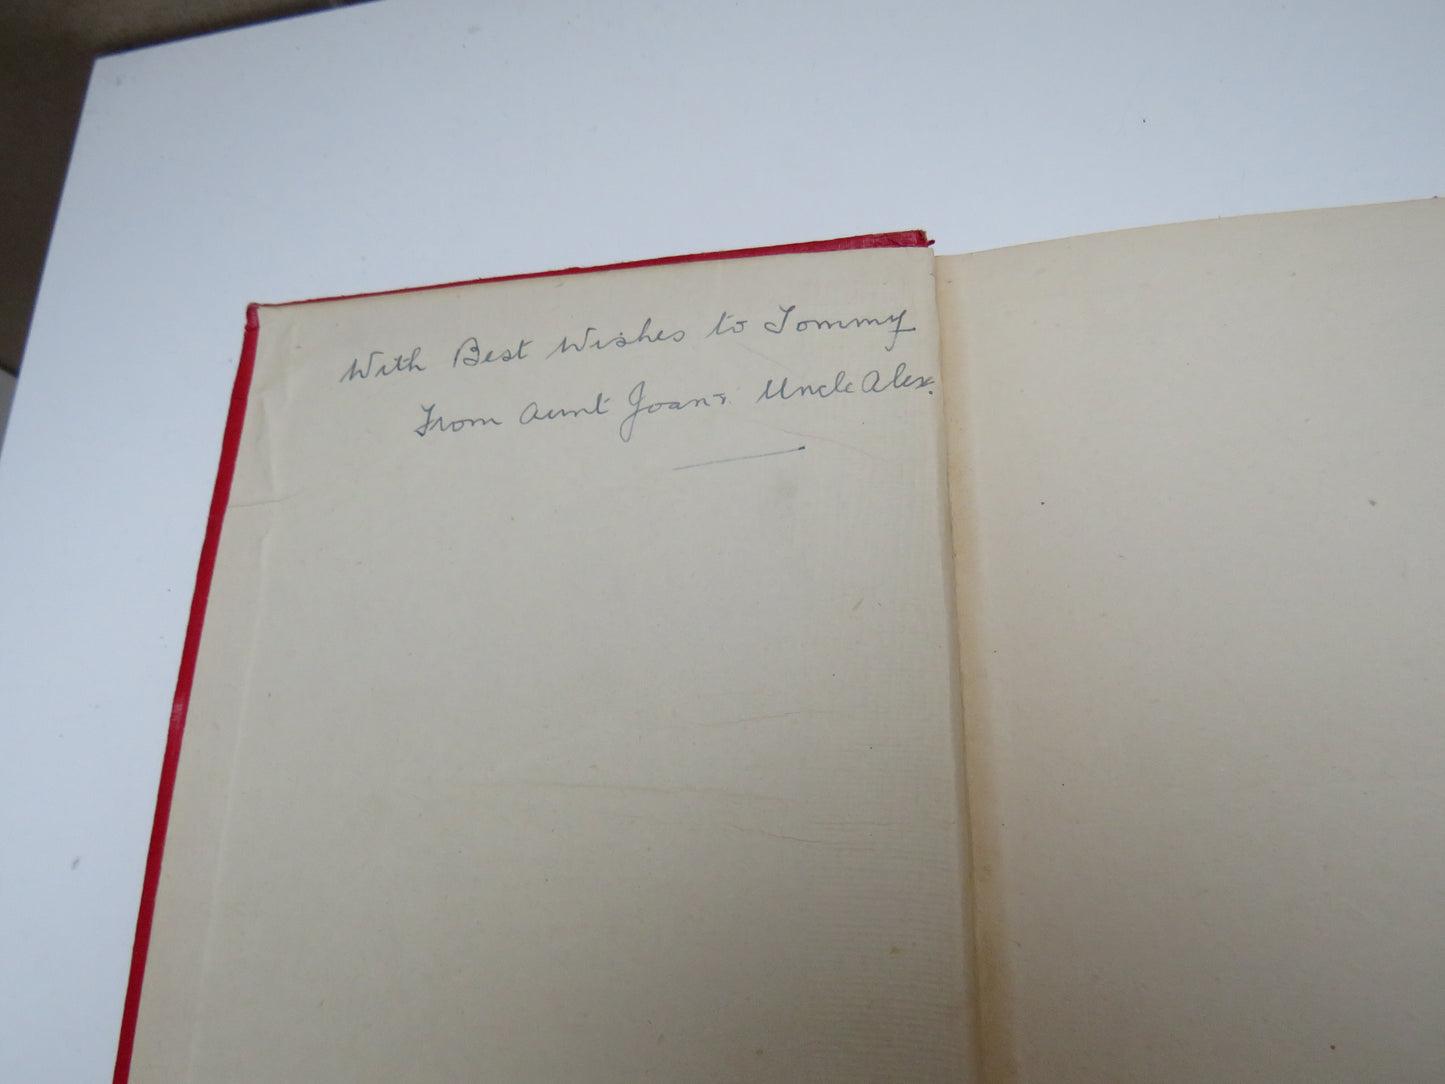 With Best Wishes to Tommy
From Aunt Joan & Uncle Alex.